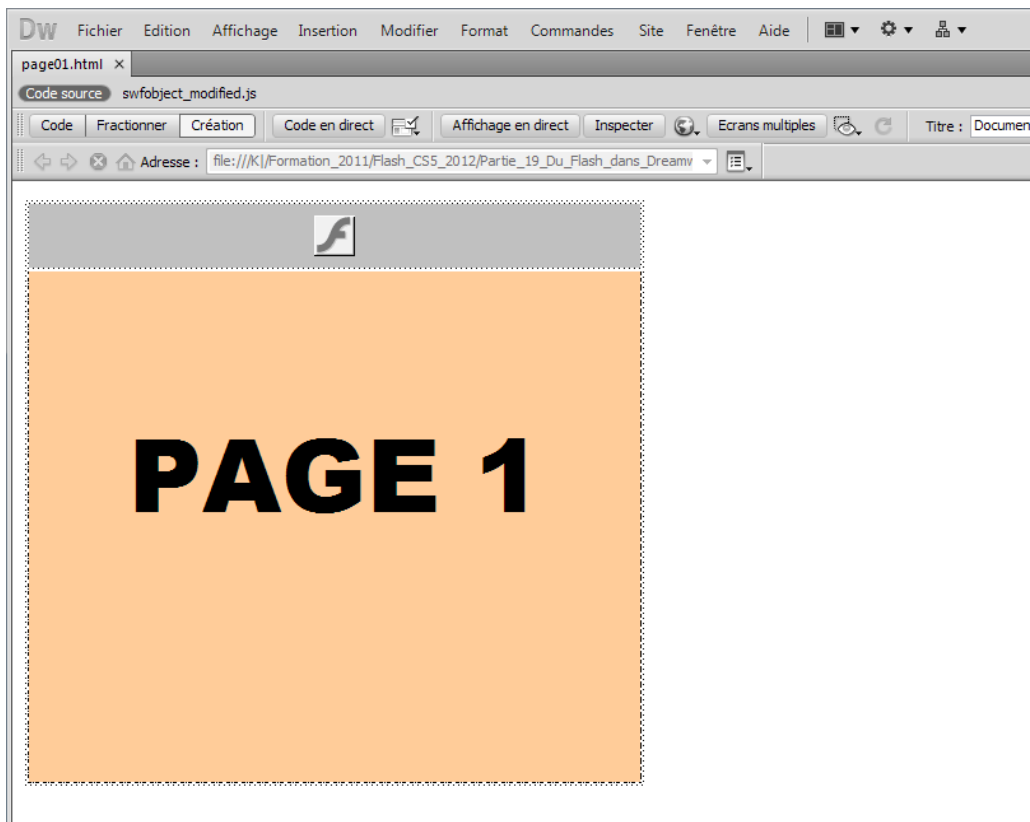 Dw Fichier Edition Affichage Insertion Modifier Format Commandes Site Fenêtre Aide
page01.html ×
Code source swfobject_modified.js
Code Fractionner Création Code en direct Affichage en direct Inspecter Ecrans multiples Titre : Documen
Adresse : file:///K|/Formation_2011/Flash_CS5_2012/Partie_19_Du_Flash_dans_Dreamw
PAGE 1